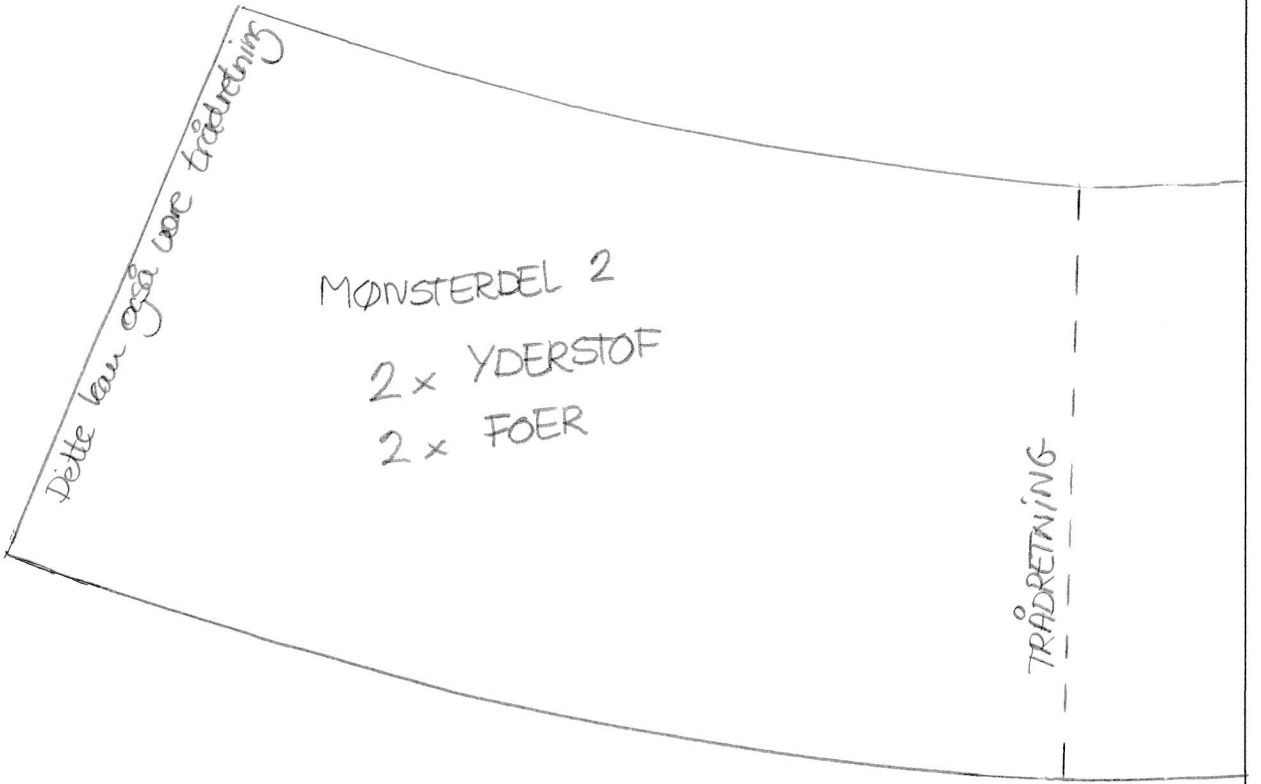 Dette kan også være trådretning
MØNSTERDEL 2
2 x YDERSTOF
2 x FOER
TRÅDRETNING